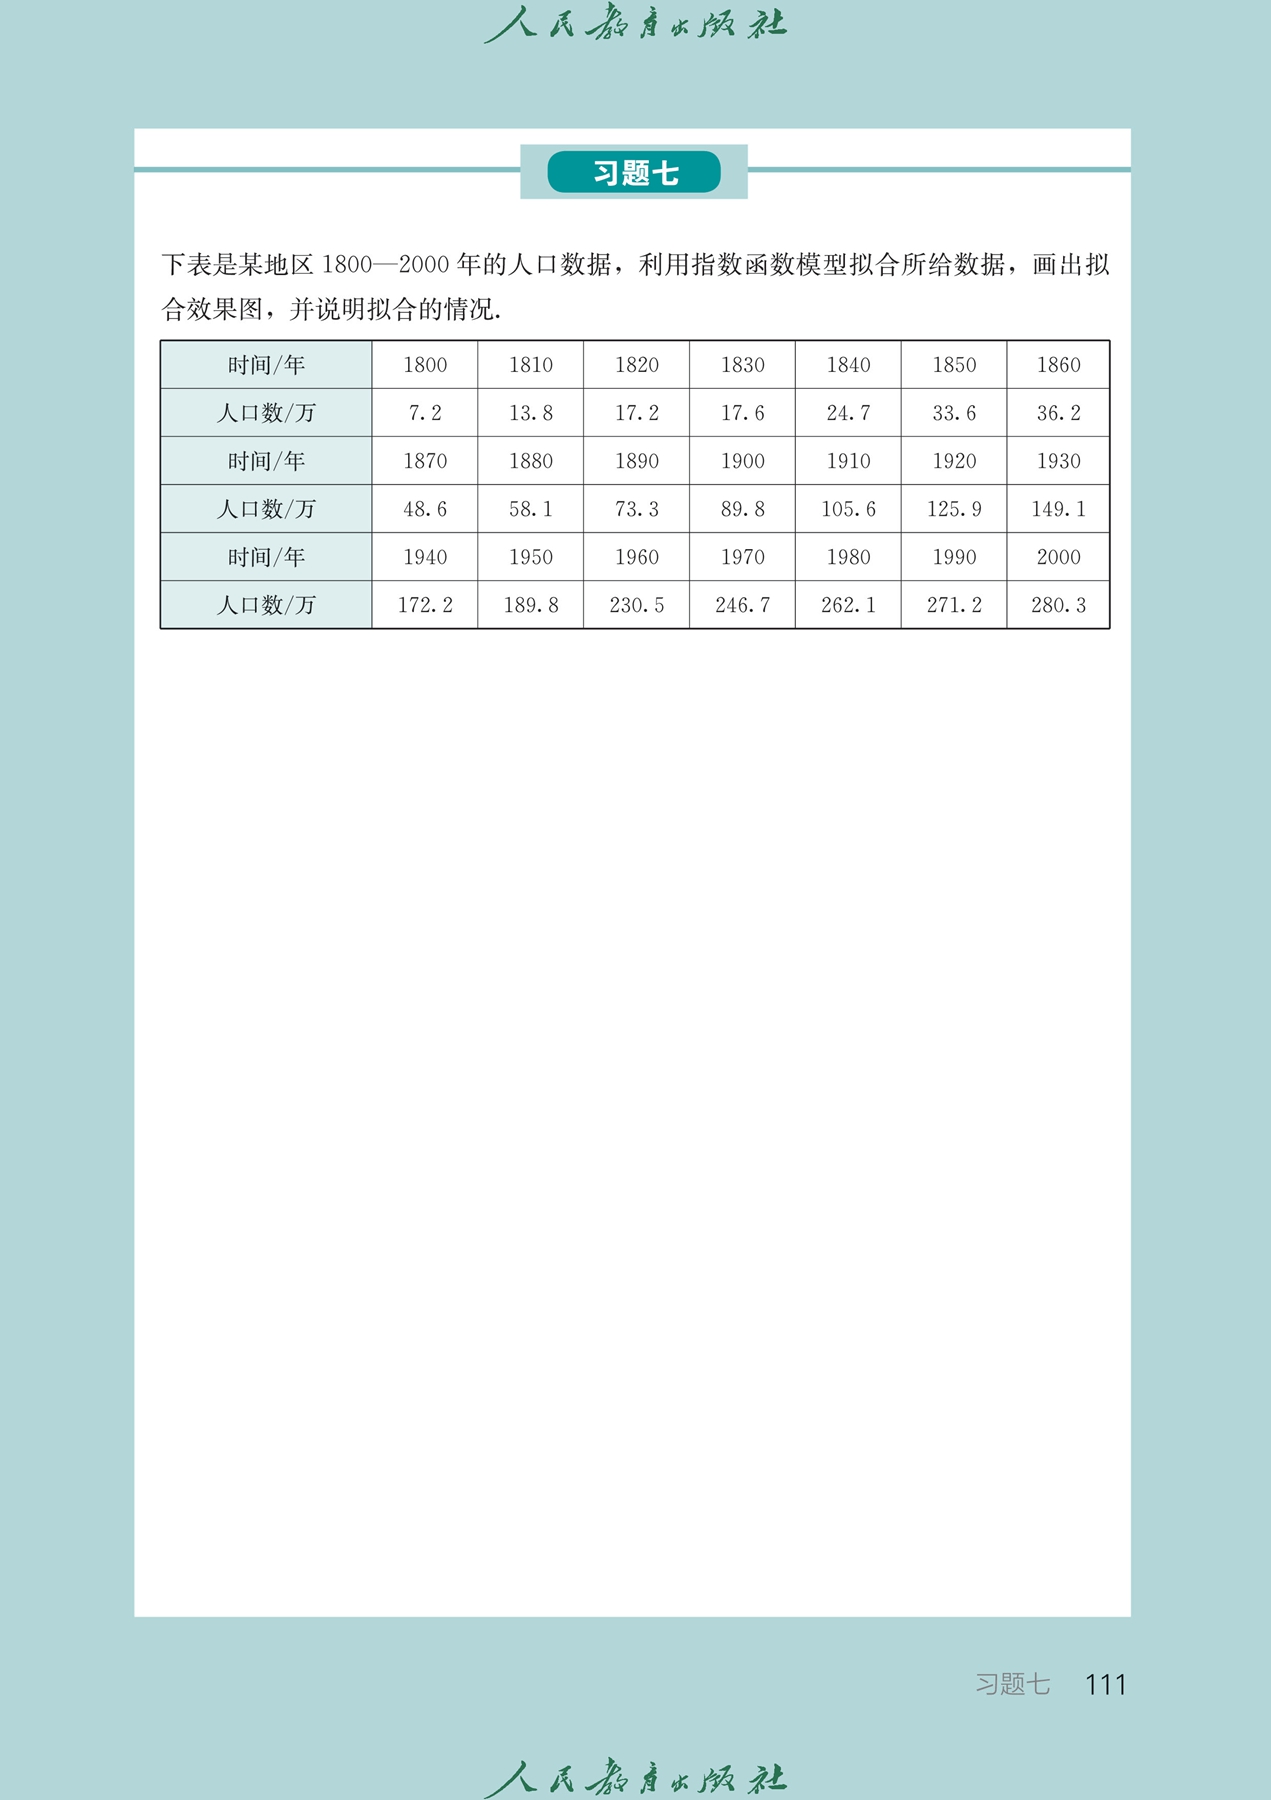 人民教育出版社
习题七
下表是某地区 1800—2000 年的人口数据，利用指数函数模型拟合所给数据，画出拟
合效果图，并说明拟合的情况．
时间/年 1800 1810 1820 1830 1840 1850 1860
人口数/万 7.2 13.8 17.2 17.6 24.7 33.6 36.2
时间/年 1870 1880 1890 1900 1910 1920 1930
人口数/万 48.6 58.1 73.3 89.8 105.6 125.9 149.1
时间/年 1940 1950 1960 1970 1980 1990 2000
人口数/万 172.2 189.8 230.5 246.7 262.1 271.2 280.3
习题七 111
人民教育出版社